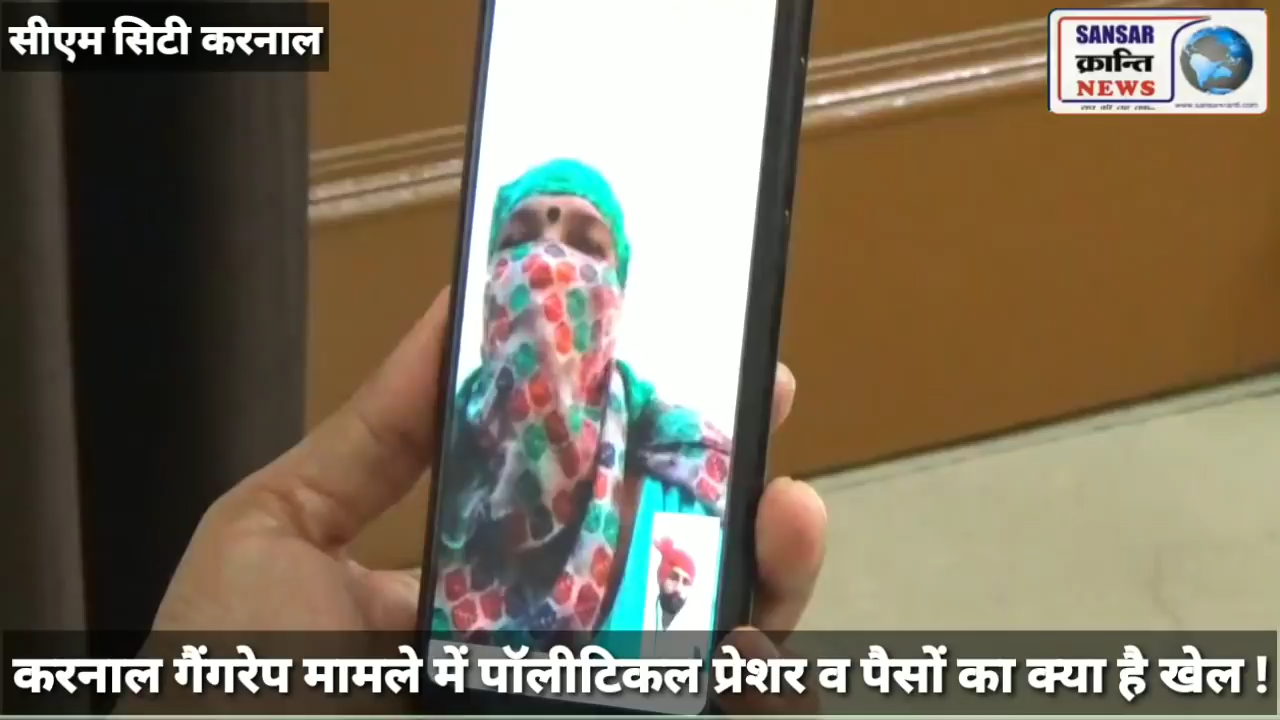 सीएम सिटी करनाल
SANSAR
क्रान्ति
NEWS
करनाल गैंगरेप मामले में पॉलीटिकल प्रेशर व पैसों का क्या है खेल !